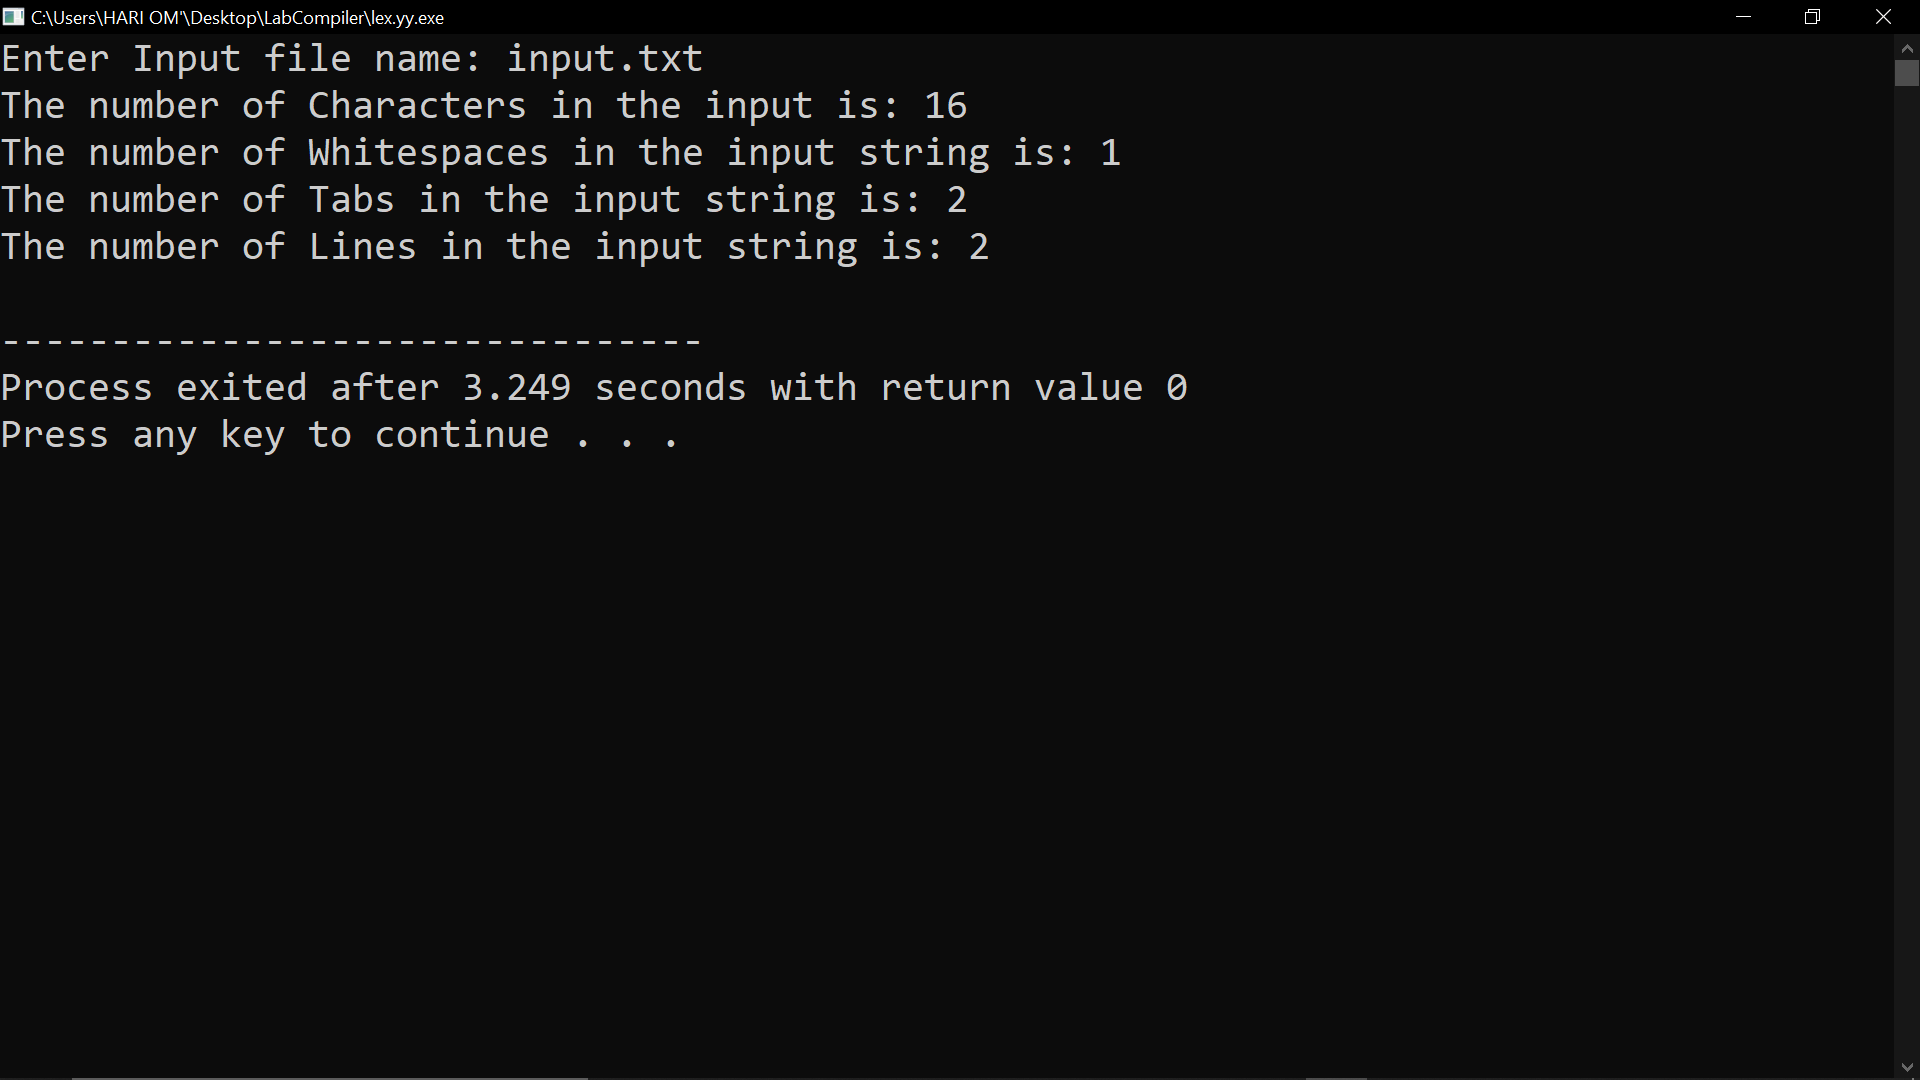 C:\Users\HARI OM'\Desktop\LabCompiler\lex.yy.exe
Enter Input file name: input.txt
The number of Characters in the input is: 16
The number of Whitespaces in the input string is: 1
The number of Tabs in the input string is: 2
The number of Lines in the input string is: 2
--------------------------------
Process exited after 3.249 seconds with return value 0
Press any key to continue . . .